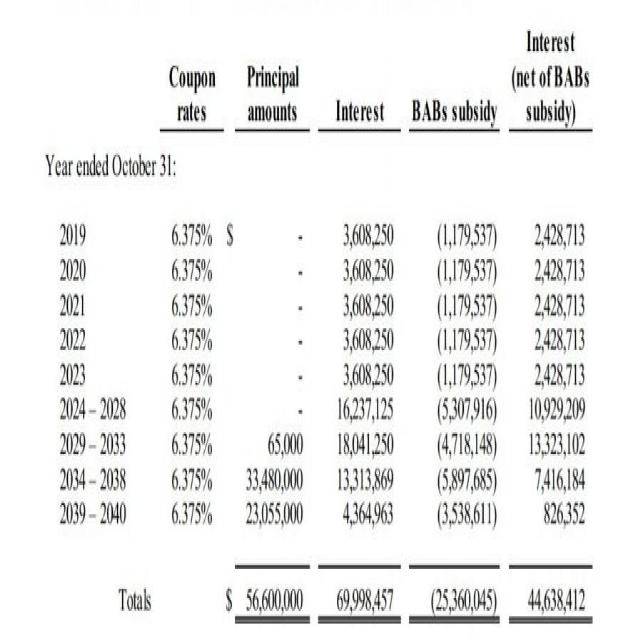 Interest
Coupon Principal (net of BABs
rates amounts Interest BABs subsidy subsidy)
Year ended October 31:
2019 6.375% $ - 3,608,250 (1,179,537) 2,428,713
2020 6.375% - 3,608,250 (1,179,537) 2,428,713
2021 6.375% - 3,608,250 (1,179,537) 2,428,713
2022 6.375% - 3,608,250 (1,179,537) 2,428,713
2023 6.375% - 3,608,250 (1,179,537) 2,428,713
2024 – 2028 6.375% - 16,237,125 (5,307,916) 10,929,209
2029 – 2033 6.375% 65,000 18,041,250 (4,718,148) 13,323,102
2034 – 2038 6.375% 33,480,000 13,313,869 (5,897,685) 7,416,184
2039 – 2040 6.375% 23,055,000 4,364,963 (3,538,611) 826,352
Totals $ 56,600,000 69,998,457 (25,360,045) 44,638,412